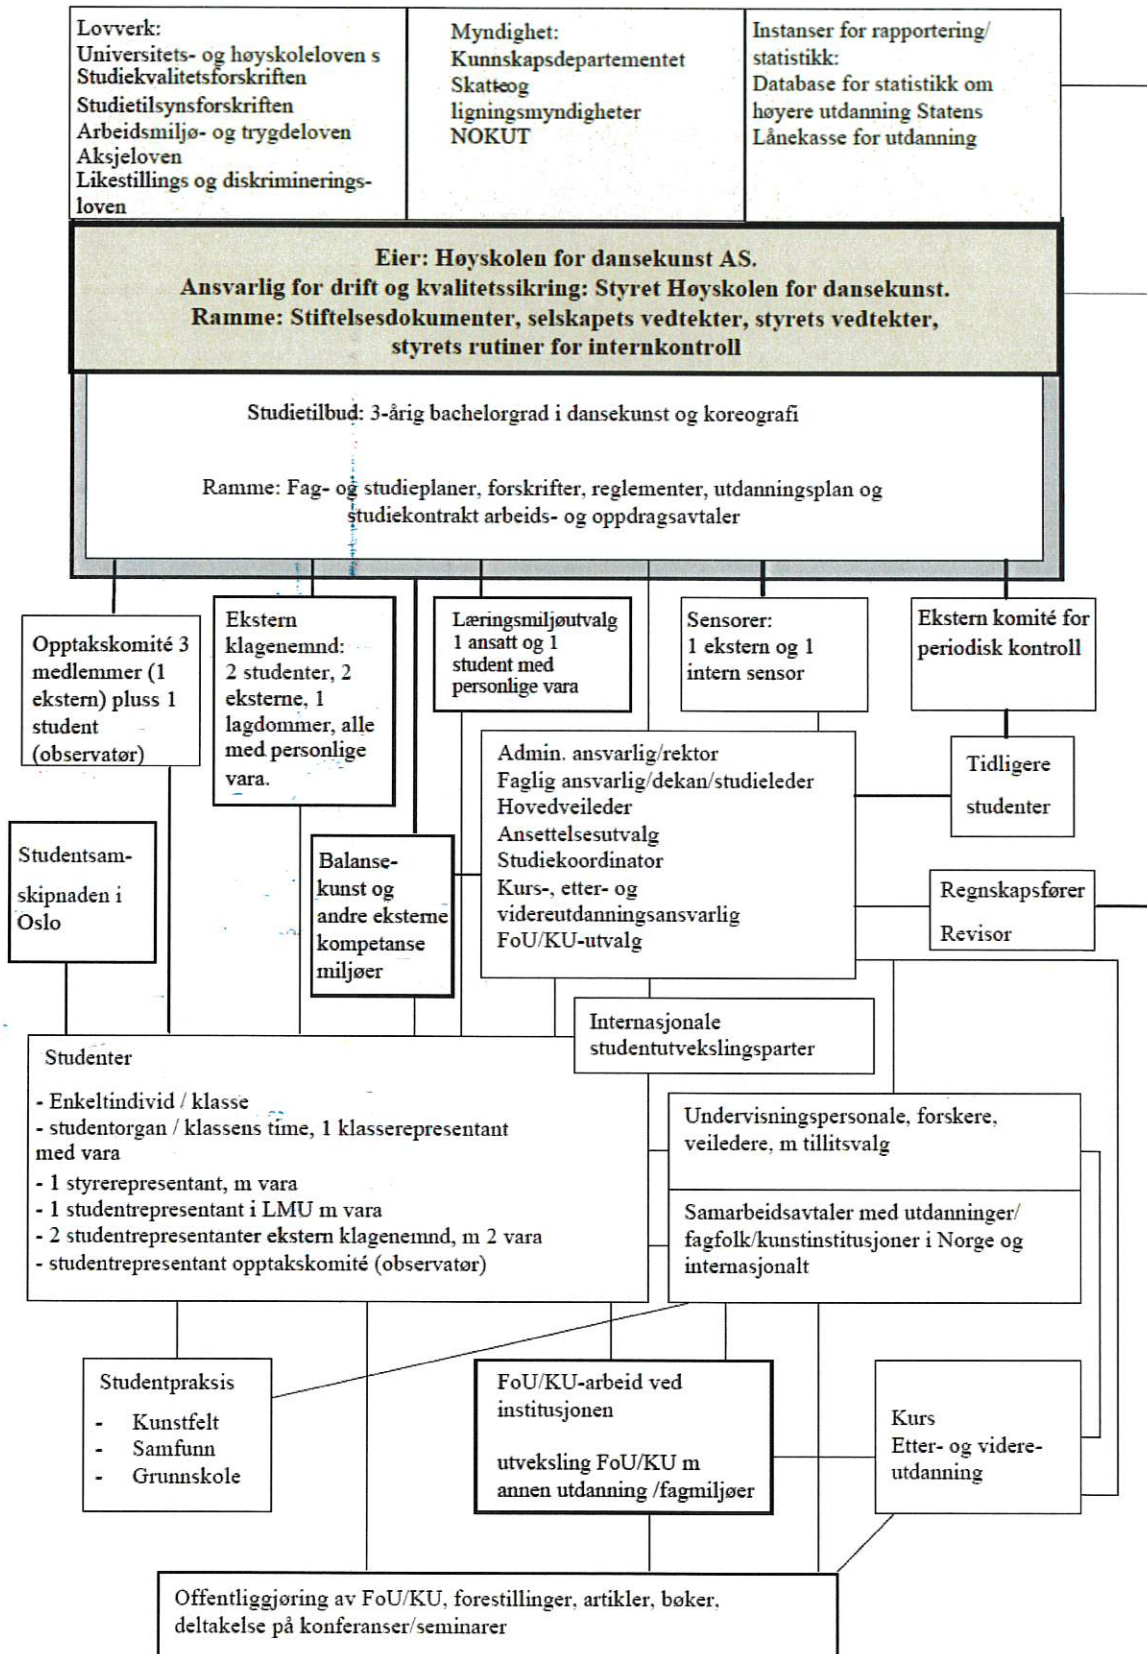 Lovverk:
Universitets- og høyskoleloven s
Studiekvalitetsforskriften
Studietilsynsforskriften
Arbeidsmiljø- og trygdeloven
Aksjeloven
Likestillings og diskriminerings-
loven
Myndighet:
Kunnskapsdepartementet
Skatteog
ligningsmyndigheter
NOKUT
Instanser for rapportering/
statistikk:
Database for statistikk om
høyere utdanning Statens
Lånekasse for utdanning
Eier: Høyskolen for dansekunst AS.
Ansvarlig for drift og kvalitetssikring: Styret Høyskolen for dansekunst.
Ramme: Stiftelsesdokumenter, selskapets vedtekter, styrets vedtekter,
styrets rutiner for internkontroll
Studietilbud: 3-årig bachelorgrad i dansekunst og koreografi
Ramme: Fag- og studieplaner, forskrifter, reglementer, utdanningsplan og
studiekontrakt arbeids- og oppdragsavtaler
Opptakskomité 3
medlemmer (1
ekstern) pluss 1
student
(observatør)
Ekstern
klagenemnd:
2 studenter, 2
eksterne, 1
lagdommer, alle
med personlige
vara.
Læringsmiljøutvalg
1 ansatt og 1
student med
personlige vara
Sensorer:
1 ekstern og 1
intern sensor
Ekstern komité for
periodisk kontroll
Admin. ansvarlig/rektor
Faglig ansvarlig/dekan/studieleder
Hovedveileder
Ansettelsesutvalg
Studiekoordinator
Kurs-, etter- og
videreutdanningsansvarlig
FoU/KU-utvalg
Tidligere
studenter
Studentsam-
skipnaden i
Oslo
Balanse-
kunst og
andre eksterne
kompetanse
miljøer
Regnskapsfører
Revisor
Internasjonale
studentutvekslingsparter
Studenter
- Enkeltindivid / klasse
- studentorgan / klassens time, 1 klasserepresentant
med vara
- 1 styrerepresentant, m vara
- 1 studentrepresentant i LMU m vara
- 2 studentrepresentanter ekstern klagenemnd, m 2 vara
- studentrepresentant opptakskomité (observatør)
Undervisningspersonale, forskere,
veiledere, m tillitsvalg
Samarbeidsavtaler med utdanninger/
fagfolk/kunstinstitusjoner i Norge og
internasjonalt
Studentpraksis
- Kunstfelt
- Samfunn
- Grunnskole
FoU/KU-arbeid ved
institusjonen
utveksling FoU/KU m
annen utdanning /fagmiljøer
Kurs
Etter- og videre-
utdanning
Offentliggjøring av FoU/KU, forestillinger, artikler, bøker,
deltakelse på konferanser/seminarer